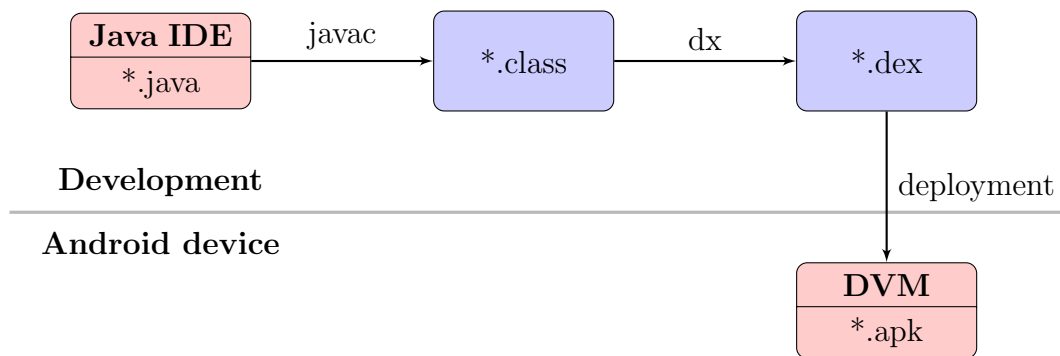 Java IDE
*.java
javac
*.class
dx
*.dex
Development
deployment
Android device
DVM
*.apk